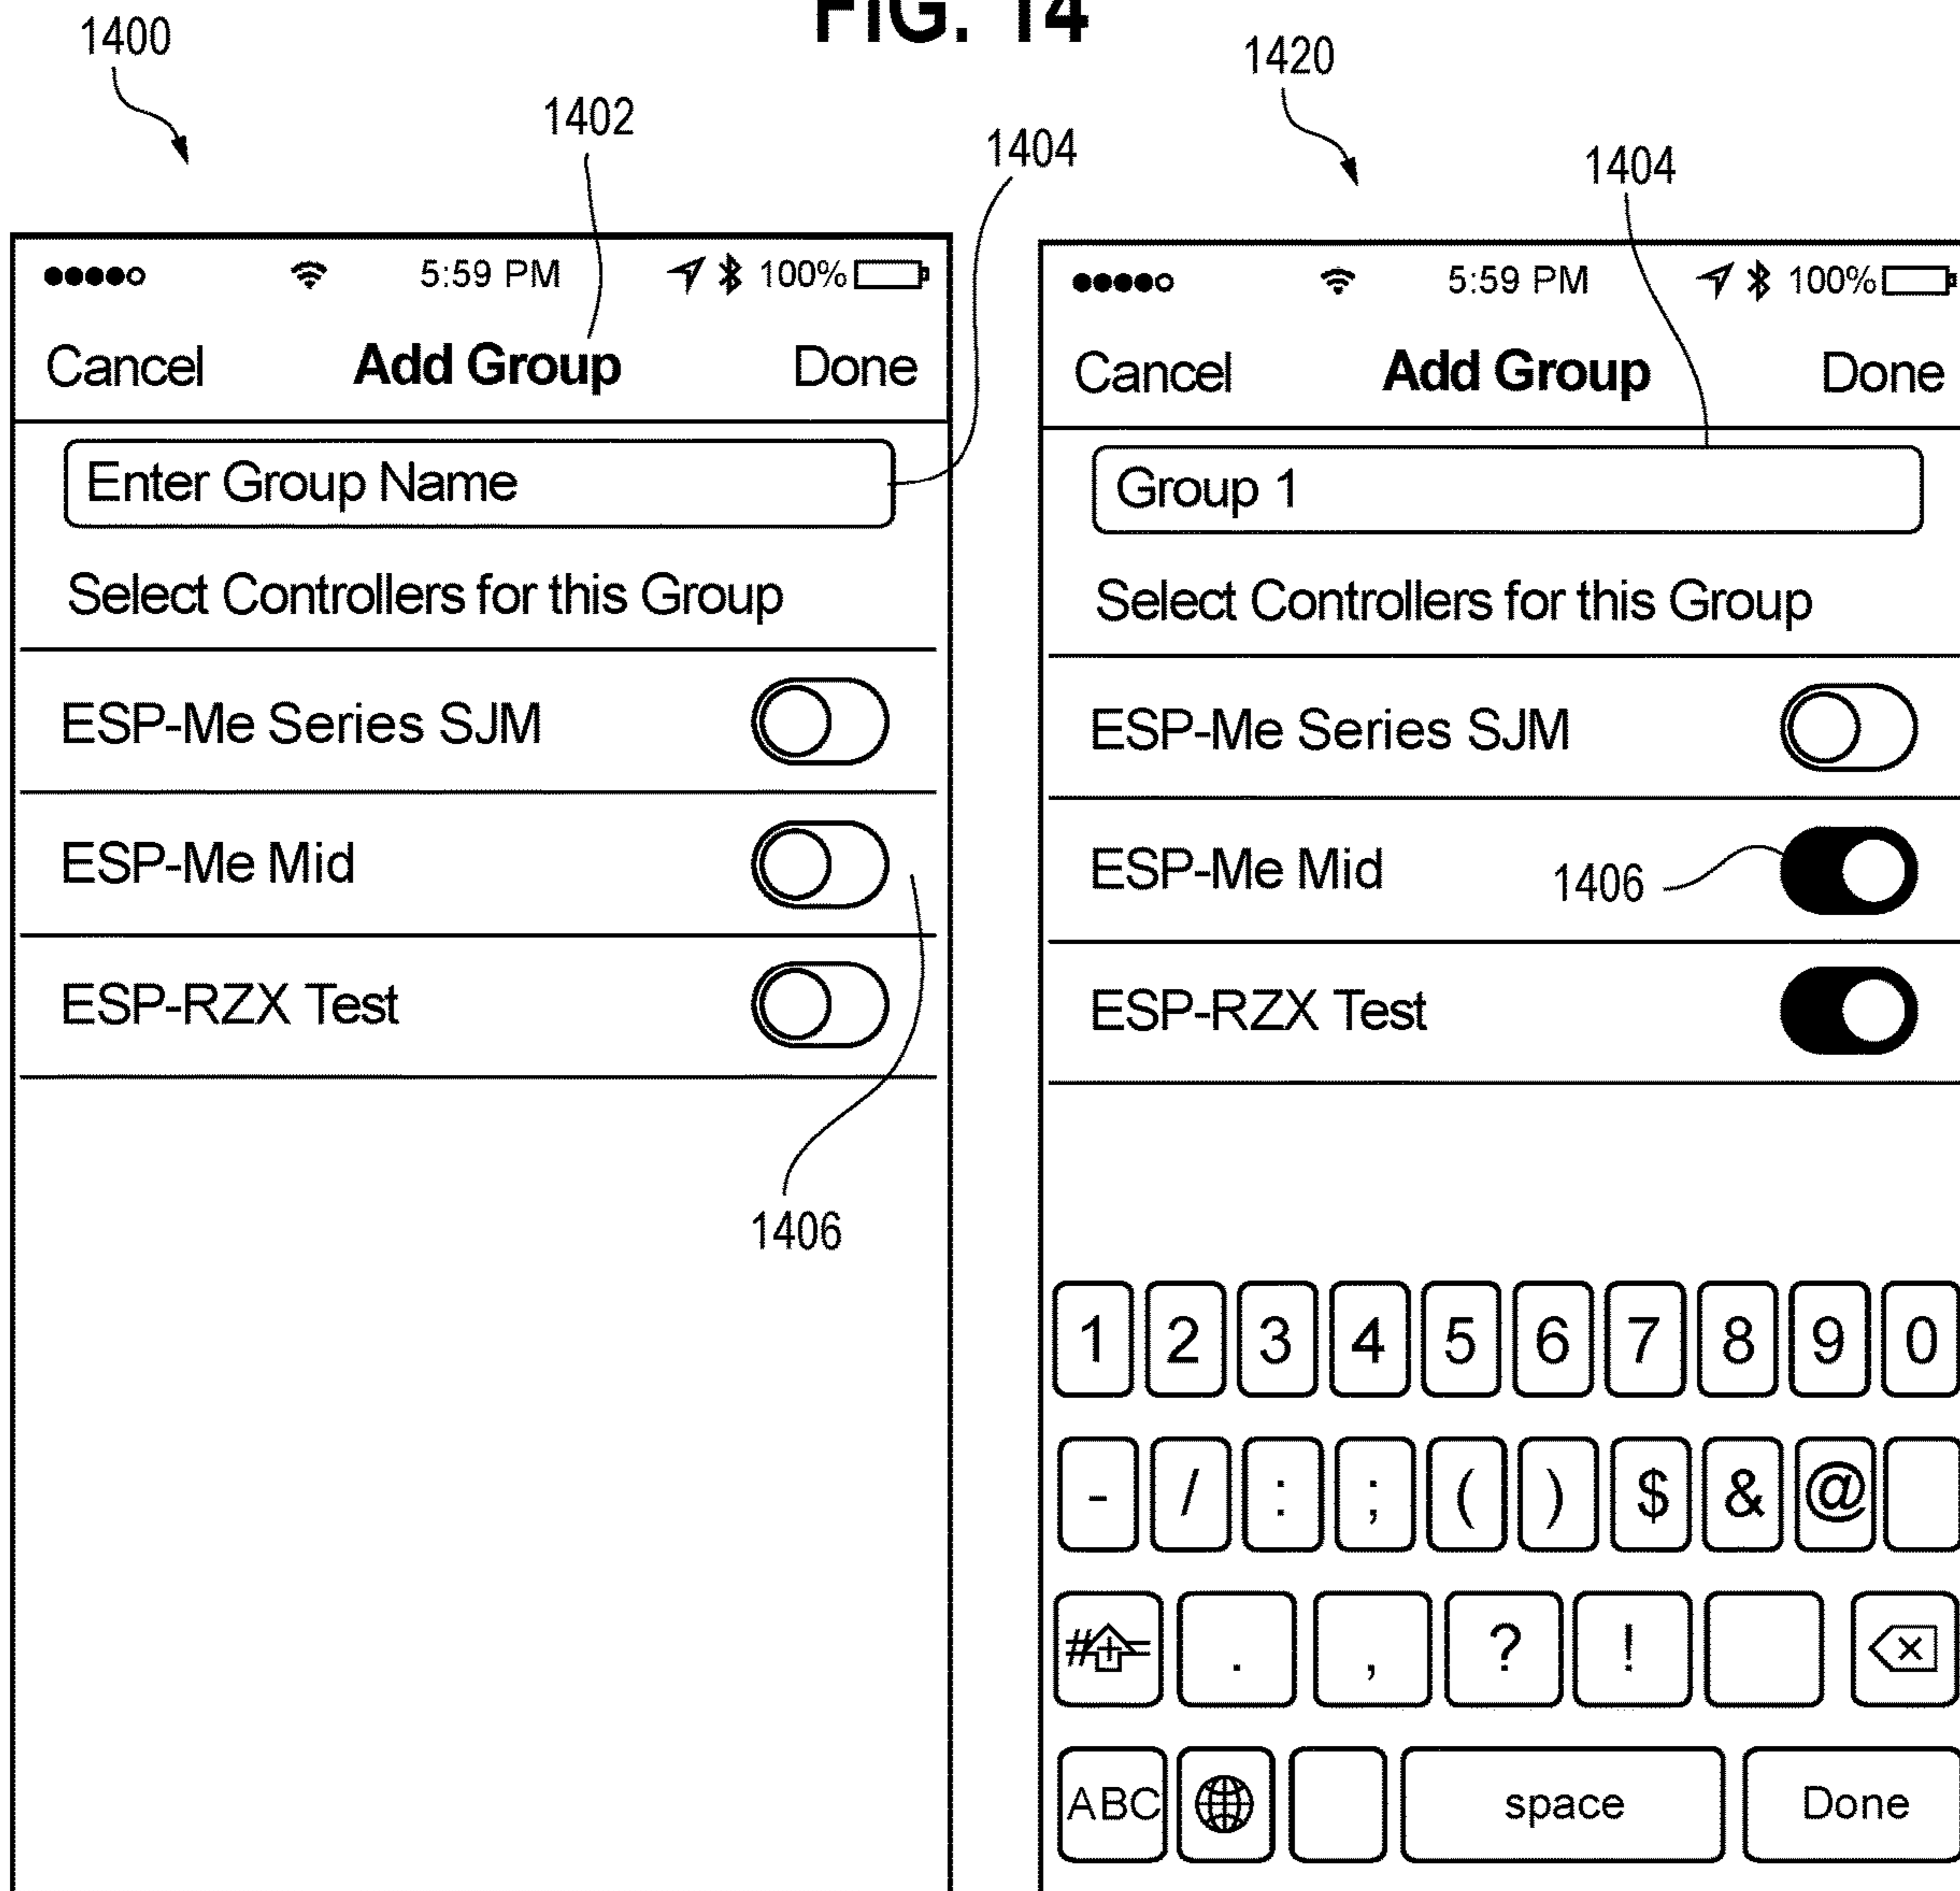 FIG. 14
1400
1402
1404
5:59 PM 100%
Cancel Add Group Done
Enter Group Name
Select Controllers for this Group
ESP-Me Series SJM
ESP-Me Mid
ESP-RZX Test
1406
1420
1404
5:59 PM 100%
Cancel Add Group Done
Group 1
Select Controllers for this Group
ESP-Me Series SJM
ESP-Me Mid
1406
ESP-RZX Test
1 2 3 4 5 6 7 8 9 0
- / : ; ( ) $ & @
#+= . , ? !
ABC space Done